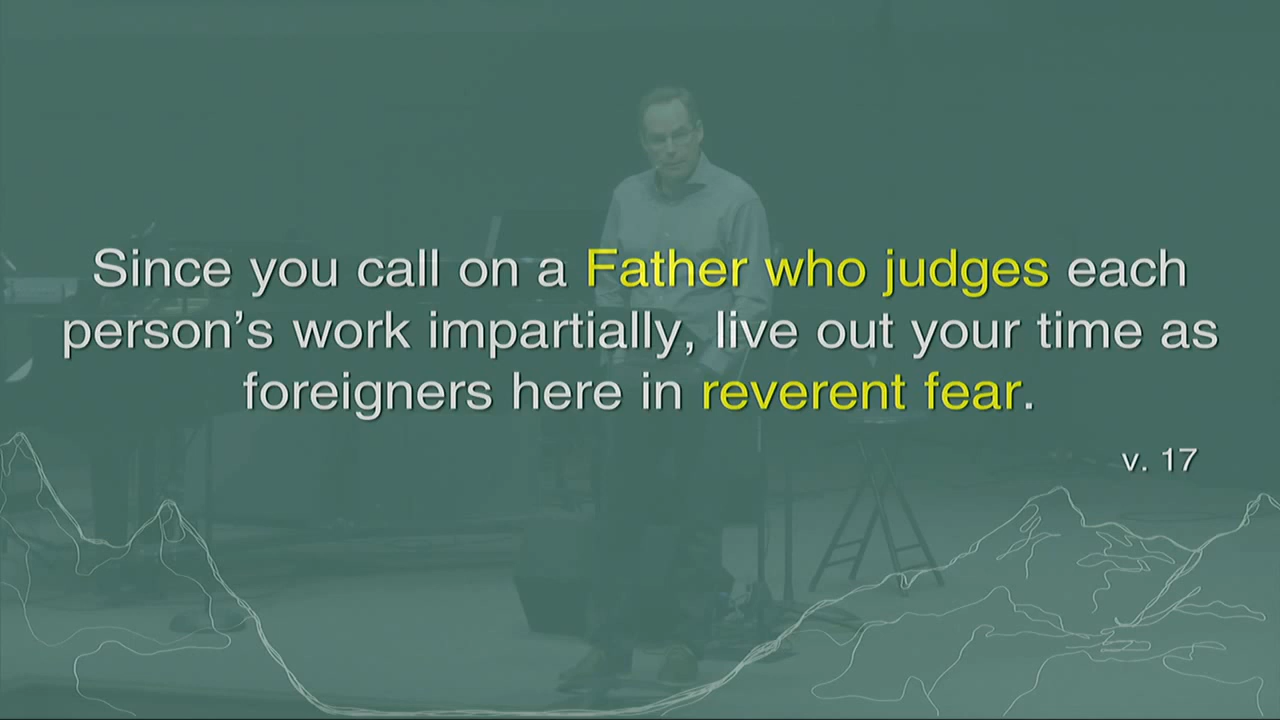 Since you call on a Father who judges each
person’s work impartially, live out your time as
foreigners here in reverent fear.
v. 17